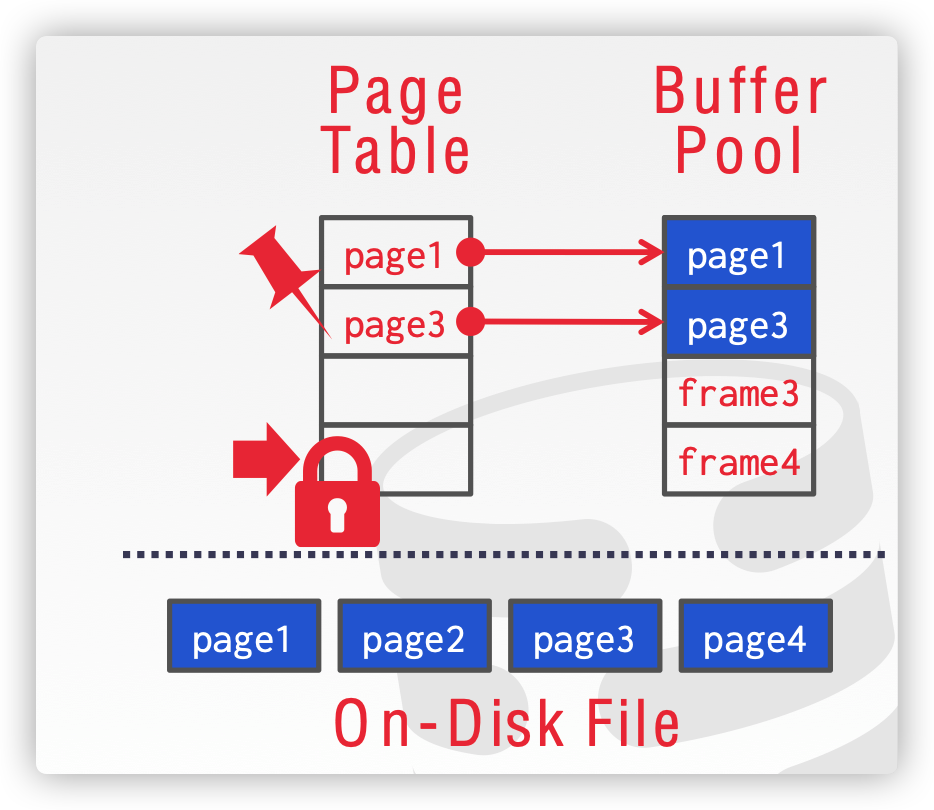 Page
Table
Buffer
Pool
page1
page3
page1
page3
frame3
frame4
page1 page2 page3 page4
On-Disk File